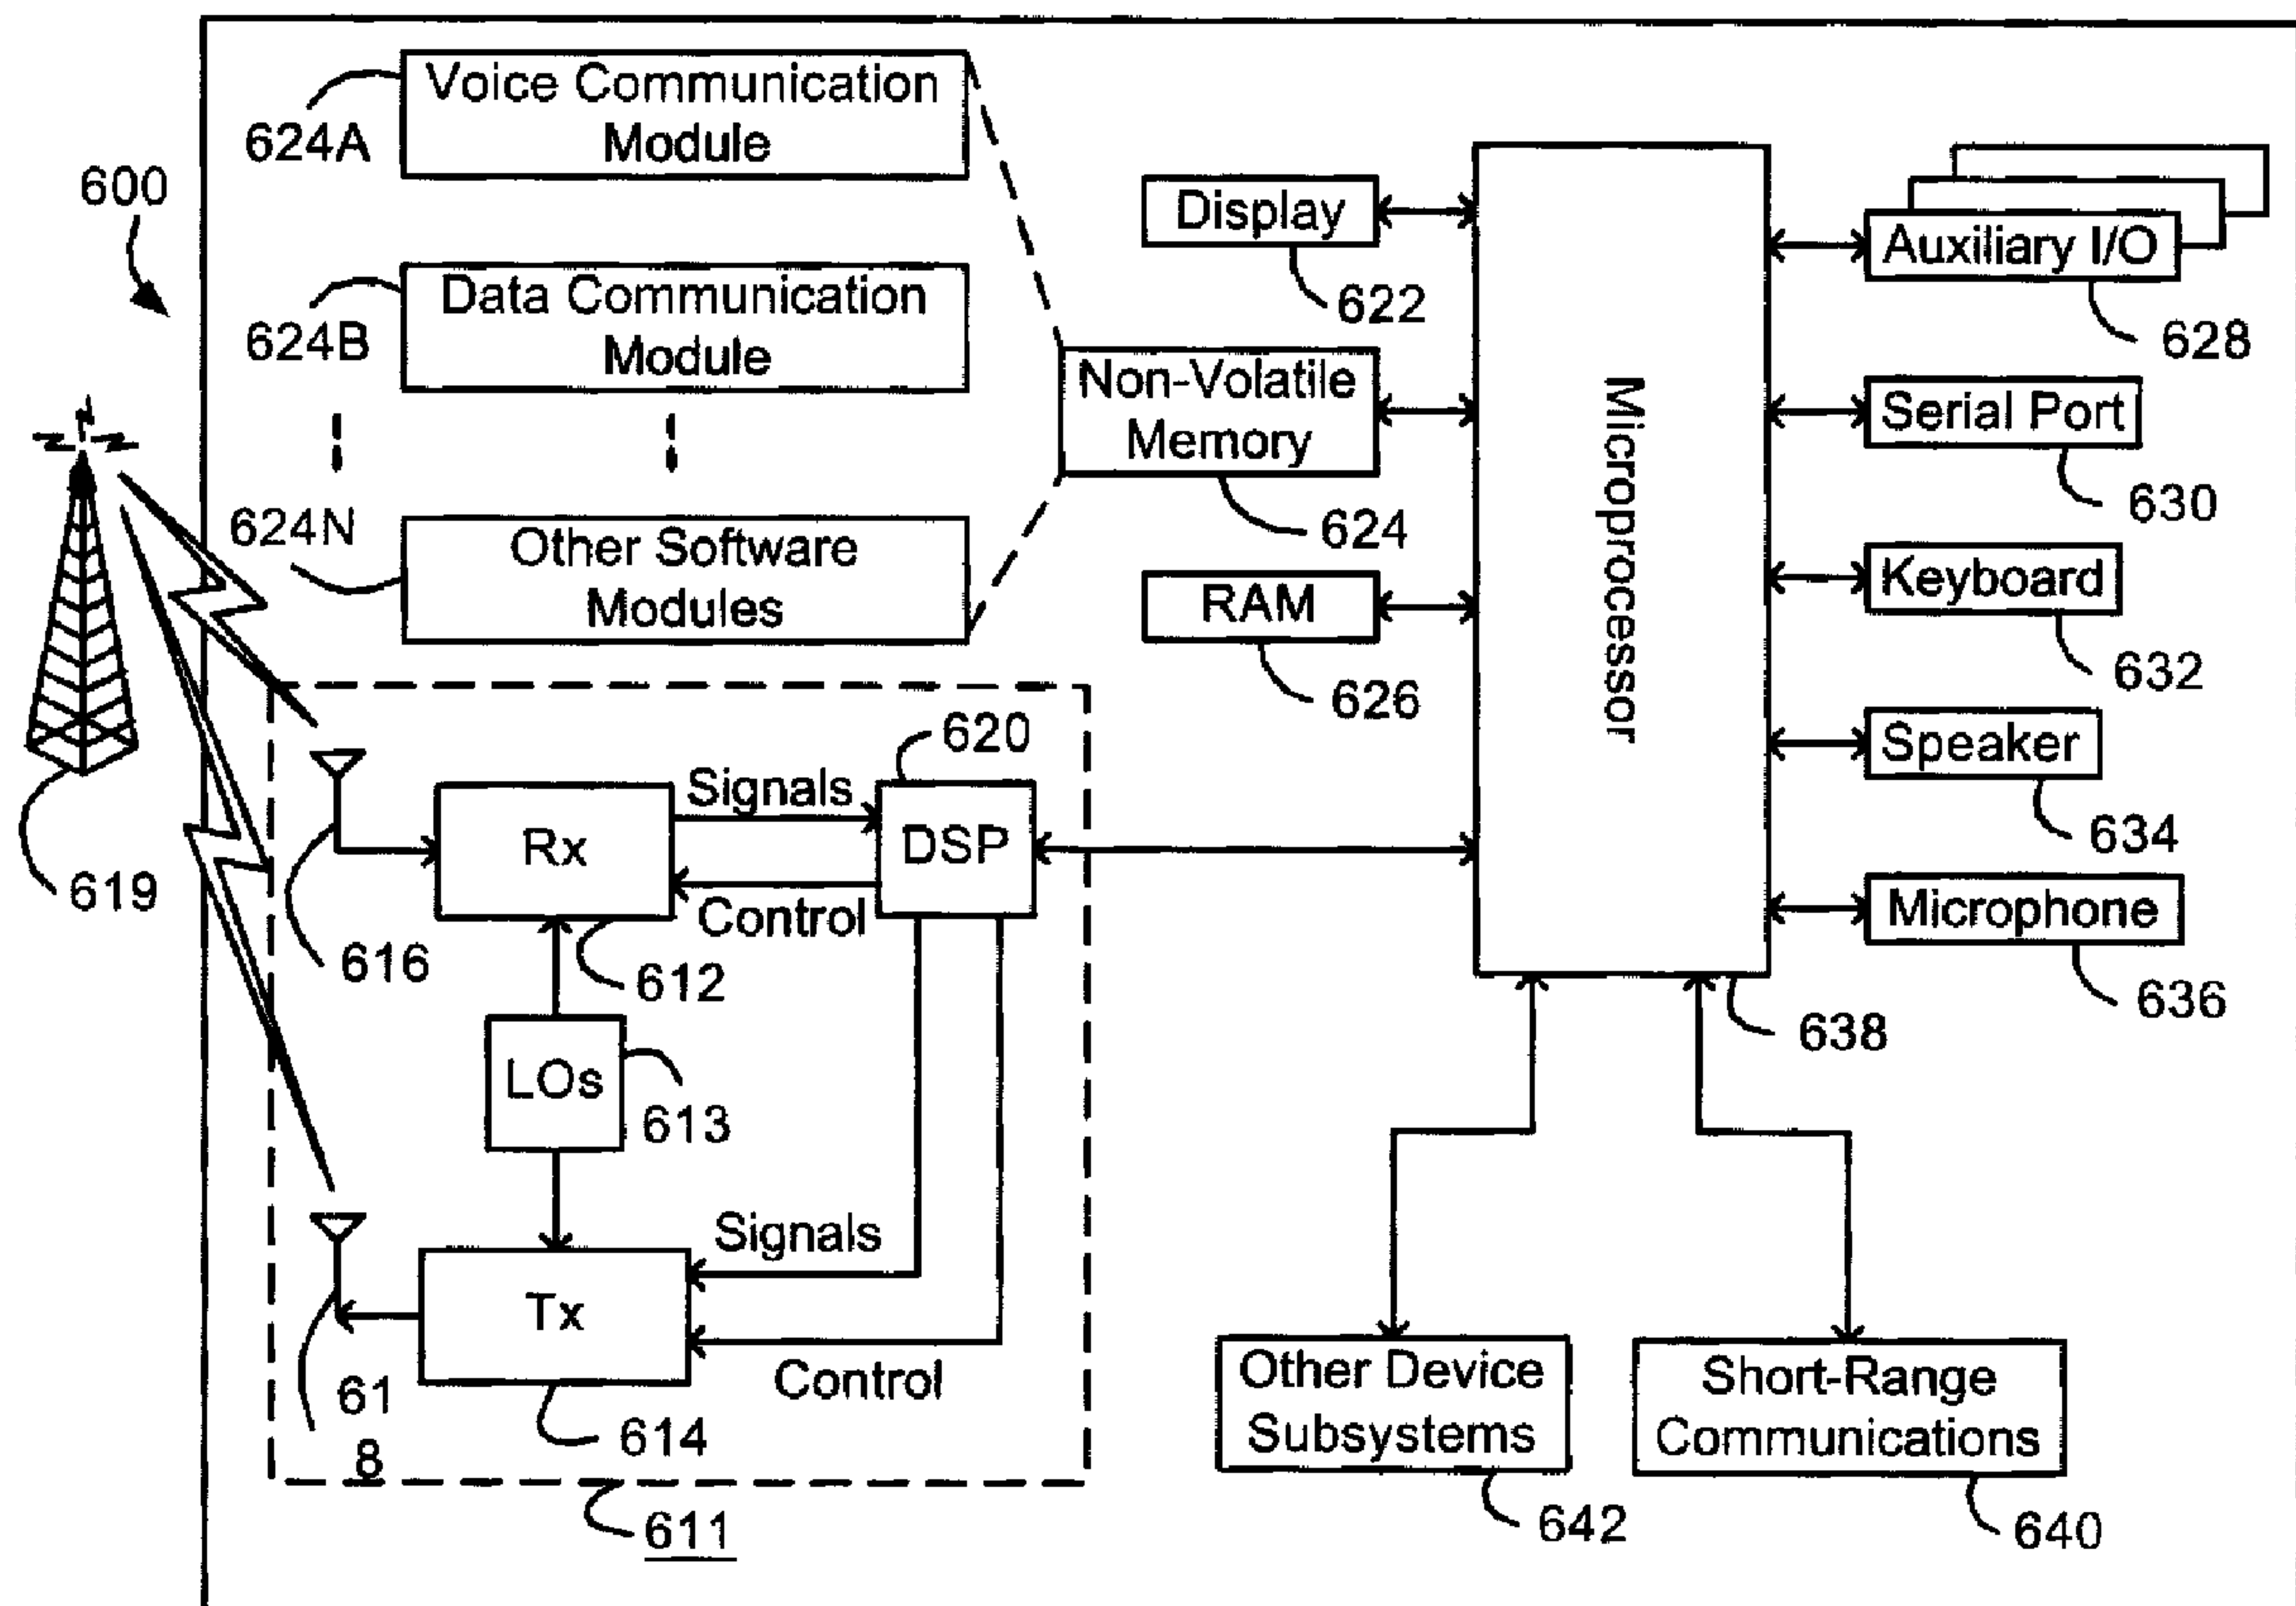 Voice Communication
Module
624A
600
Data Communication
Module
624B
Other Software
Modules
624N
Non-Volatile
Memory
624
Display
622
RAM
626
Microprocessor
638
Auxiliary I/O
628
Serial Port
630
Keyboard
632
Speaker
634
Microphone
636
619
616
Rx
612
Signals
Control
DSP
620
LOs
613
Tx
614
Signals
Control
61
8
611
Other Device
Subsystems
642
Short-Range
Communications
640